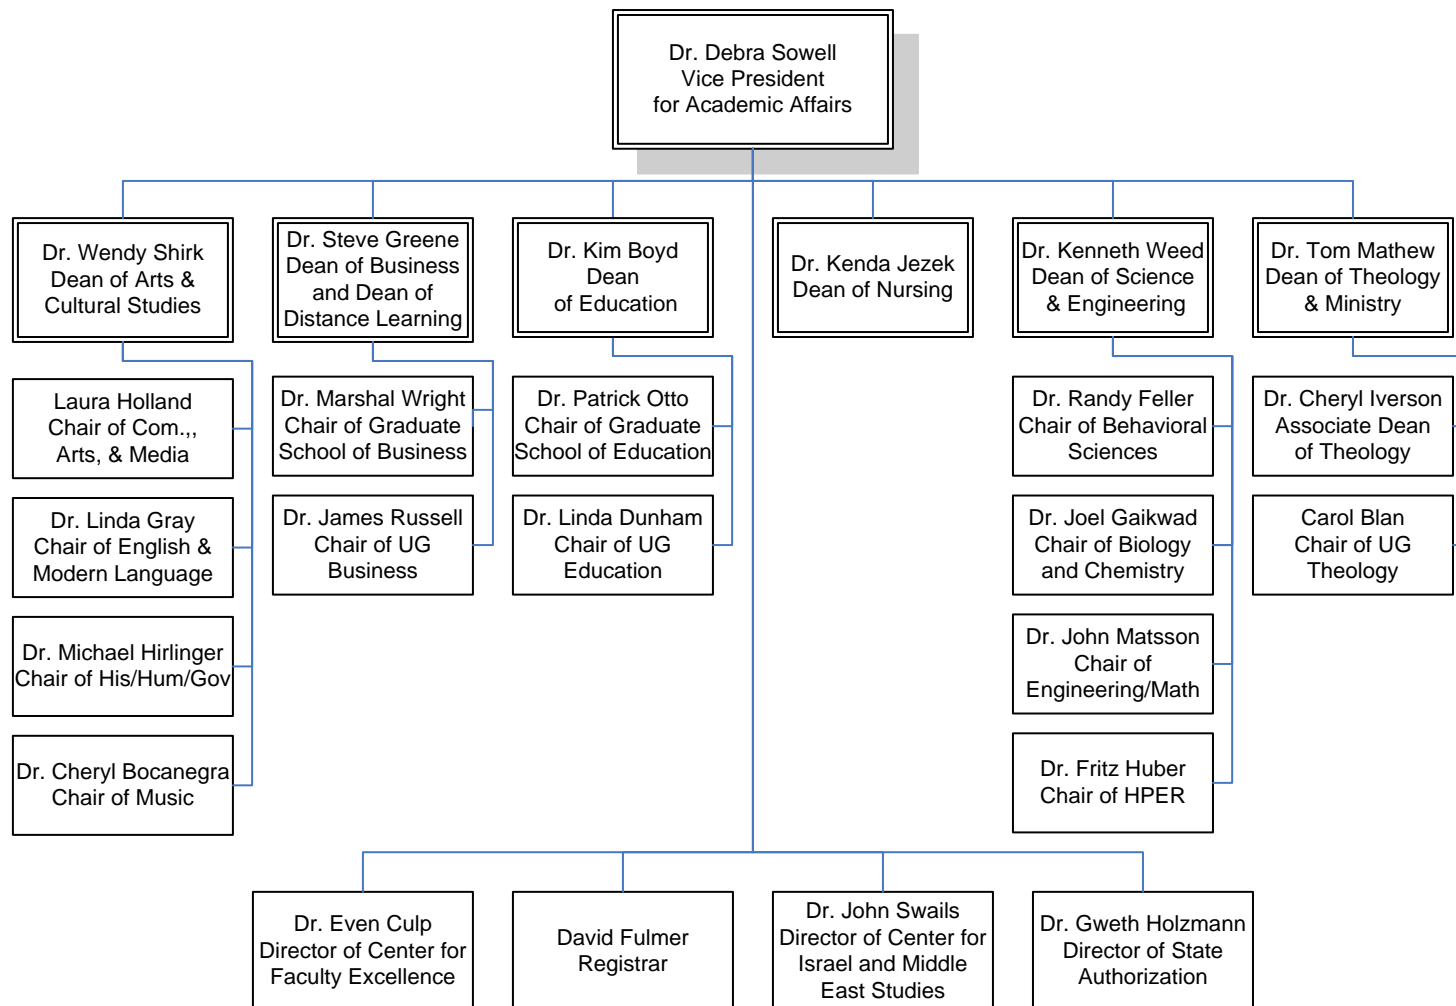 Dr. Debra Sowell
Vice President
for Academic Affairs
Dr. Wendy Shirk
Dean of Arts &
Cultural Studies
Dr. Steve Greene
Dean of Business
and Dean of
Distance Learning
Dr. Kim Boyd
Dean
of Education
Dr. Kenda Jezek
Dean of Nursing
Dr. Kenneth Weed
Dean of Science
& Engineering
Dr. Tom Mathew
Dean of Theology
& Ministry
Laura Holland
Chair of Com.,,
Arts, & Media
Dr. Marshal Wright
Chair of Graduate
School of Business
Dr. Patrick Otto
Chair of Graduate
School of Education
Dr. Randy Feller
Chair of Behavioral
Sciences
Dr. Cheryl Iverson
Associate Dean
of Theology
Dr. Linda Gray
Chair of English &
Modern Language
Dr. James Russell
Chair of UG
Business
Dr. Linda Dunham
Chair of UG
Education
Dr. Joel Gaikwad
Chair of Biology
and Chemistry
Carol Blan
Chair of UG
Theology
Dr. Michael Hirlinger
Chair of His/Hum/Gov
Dr. John Matsson
Chair of
Engineering/Math
Dr. Cheryl Bocanegra
Chair of Music
Dr. Fritz Huber
Chair of HPER
Dr. Even Culp
Director of Center for
Faculty Excellence
David Fulmer
Registrar
Dr. John Swails
Director of Center for
Israel and Middle
East Studies
Dr. Gweth Holzmann
Director of State
Authorization